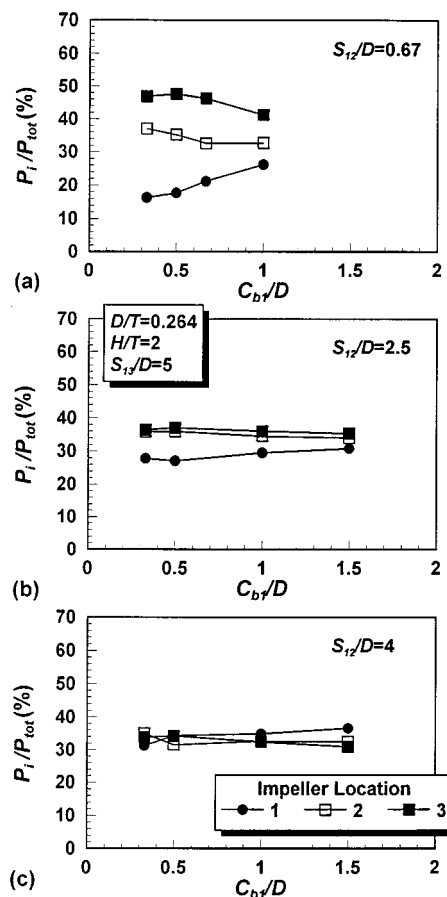 70
60
50
40
30
20
10
0
P_i/P_tot(%)
S_12/D=0.67
(a)
0 0.5 1 1.5 2
C_b1/D
70
60
50
40
30
20
10
0
P_i/P_tot(%)
D/T=0.264
H/T=2
S_13/D=5
S_12/D=2.5
(b)
0 0.5 1 1.5 2
C_b1/D
70
60
50
40
30
20
10
0
P_i/P_tot(%)
S_12/D=4
Impeller Location
1 2 3
(c)
0 0.5 1 1.5 2
C_b1/D